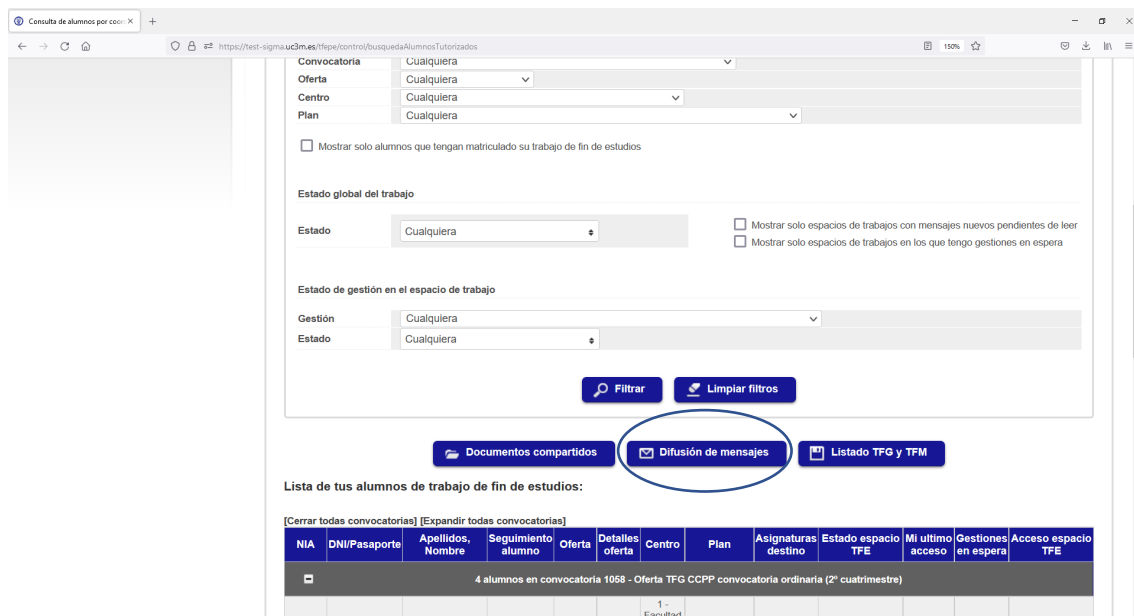 Consulta de alumnos por coor
https://test-sigma.uc3m.es/tfepe/control/busquedaAlumnosTutorizados 150%
Convocatoria Cualquiera
Oferta Cualquiera
Centro Cualquiera
Plan Cualquiera
Mostrar solo alumnos que tengan matriculado su trabajo de fin de estudios
Estado global del trabajo
Estado Cualquiera
Mostrar solo espacios de trabajos con mensajes nuevos pendientes de leer
Mostrar solo espacios de trabajos en los que tengo gestiones en espera
Estado de gestión en el espacio de trabajo
Gestión Cualquiera
Estado Cualquiera
Filtrar Limpiar filtros
Documentos compartidos Difusión de mensajes Listado TFG y TFM
Lista de tus alumnos de trabajo de fin de estudios:
[Cerrar todas convocatorias] [Expandir todas convocatorias]
NIA DNI/Pasaporte Apellidos, Nombre Seguimiento alumno Oferta Detalles oferta Centro Plan Asignaturas destino Estado espacio TFE Mi ultimo acceso Gestiones en espera Acceso espacio TFE
4 alumnos en convocatoria 1058 - Oferta TFG CCPP convocatoria ordinaria (2º cuatrimestre)
1 -
Facultad